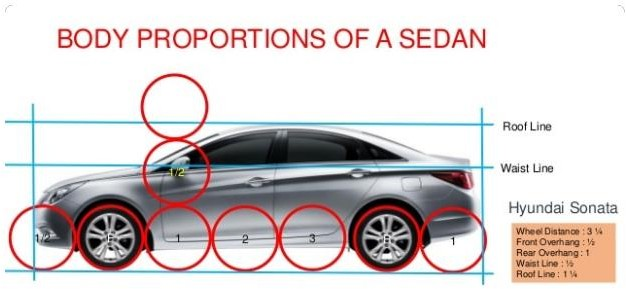 BODY PROPORTIONS OF A SEDAN
Roof Line
1/2
Waist Line
Hyundai Sonata
1/2
F
1
2
3
R
1
Wheel Distance : 3 ¼
Front Overhang : ½
Rear Overhang : 1
Waist Line : ½
Roof Line : 1 ¼